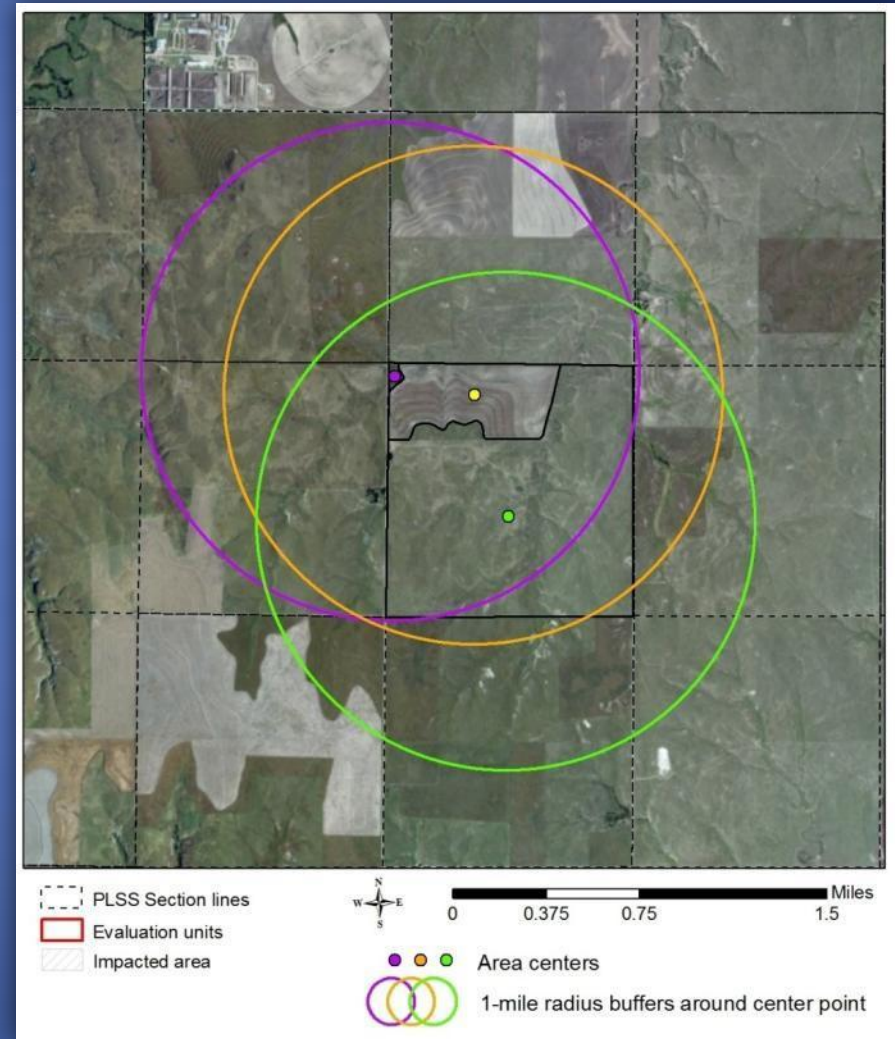 PLSS Section lines
Evaluation units
Impacted area
N
W E
S
Miles
0 0.375 0.75 1.5
Area centers
1-mile radius buffers around center point